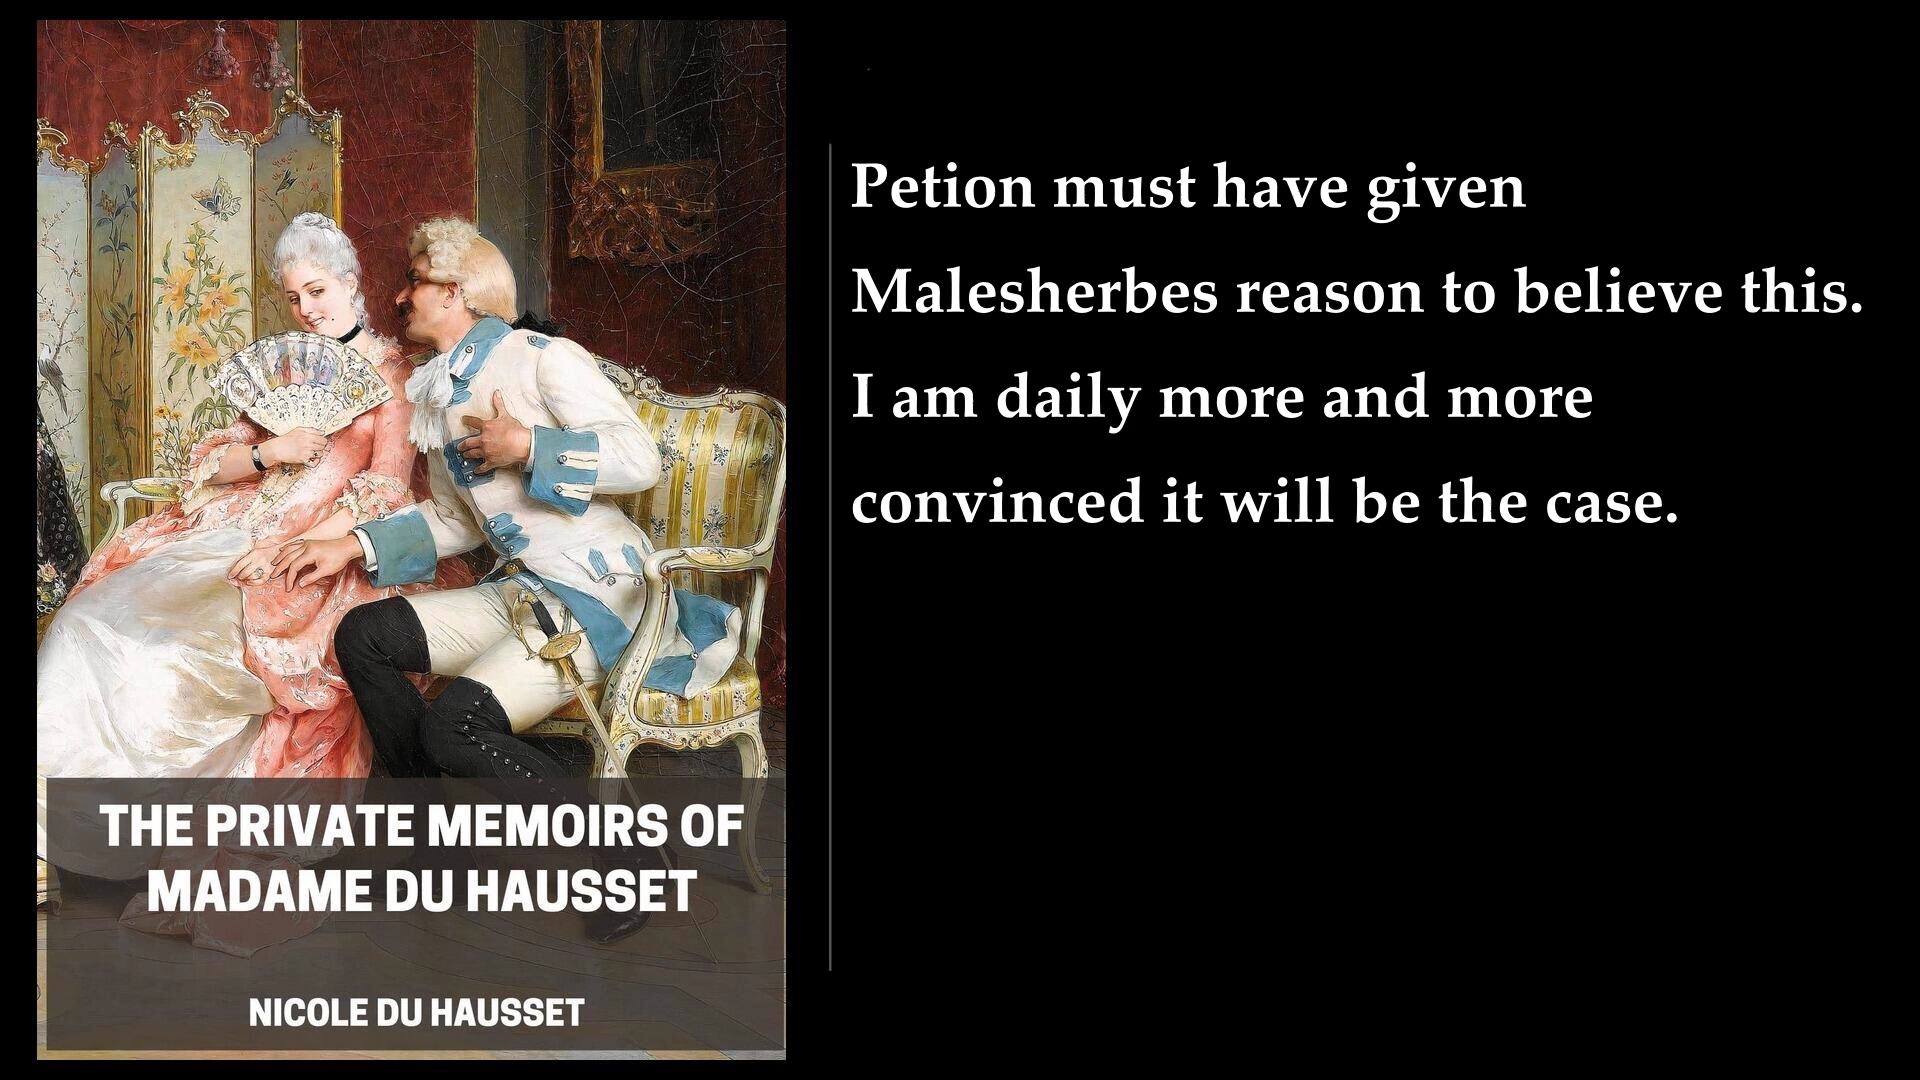 THE PRIVATE MEMOIRS OF
MADAME DU HAUSSET
NICOLE DU HAUSSET
Petion must have given
Malesherbes reason to believe this.
I am daily more and more
convinced it will be the case.